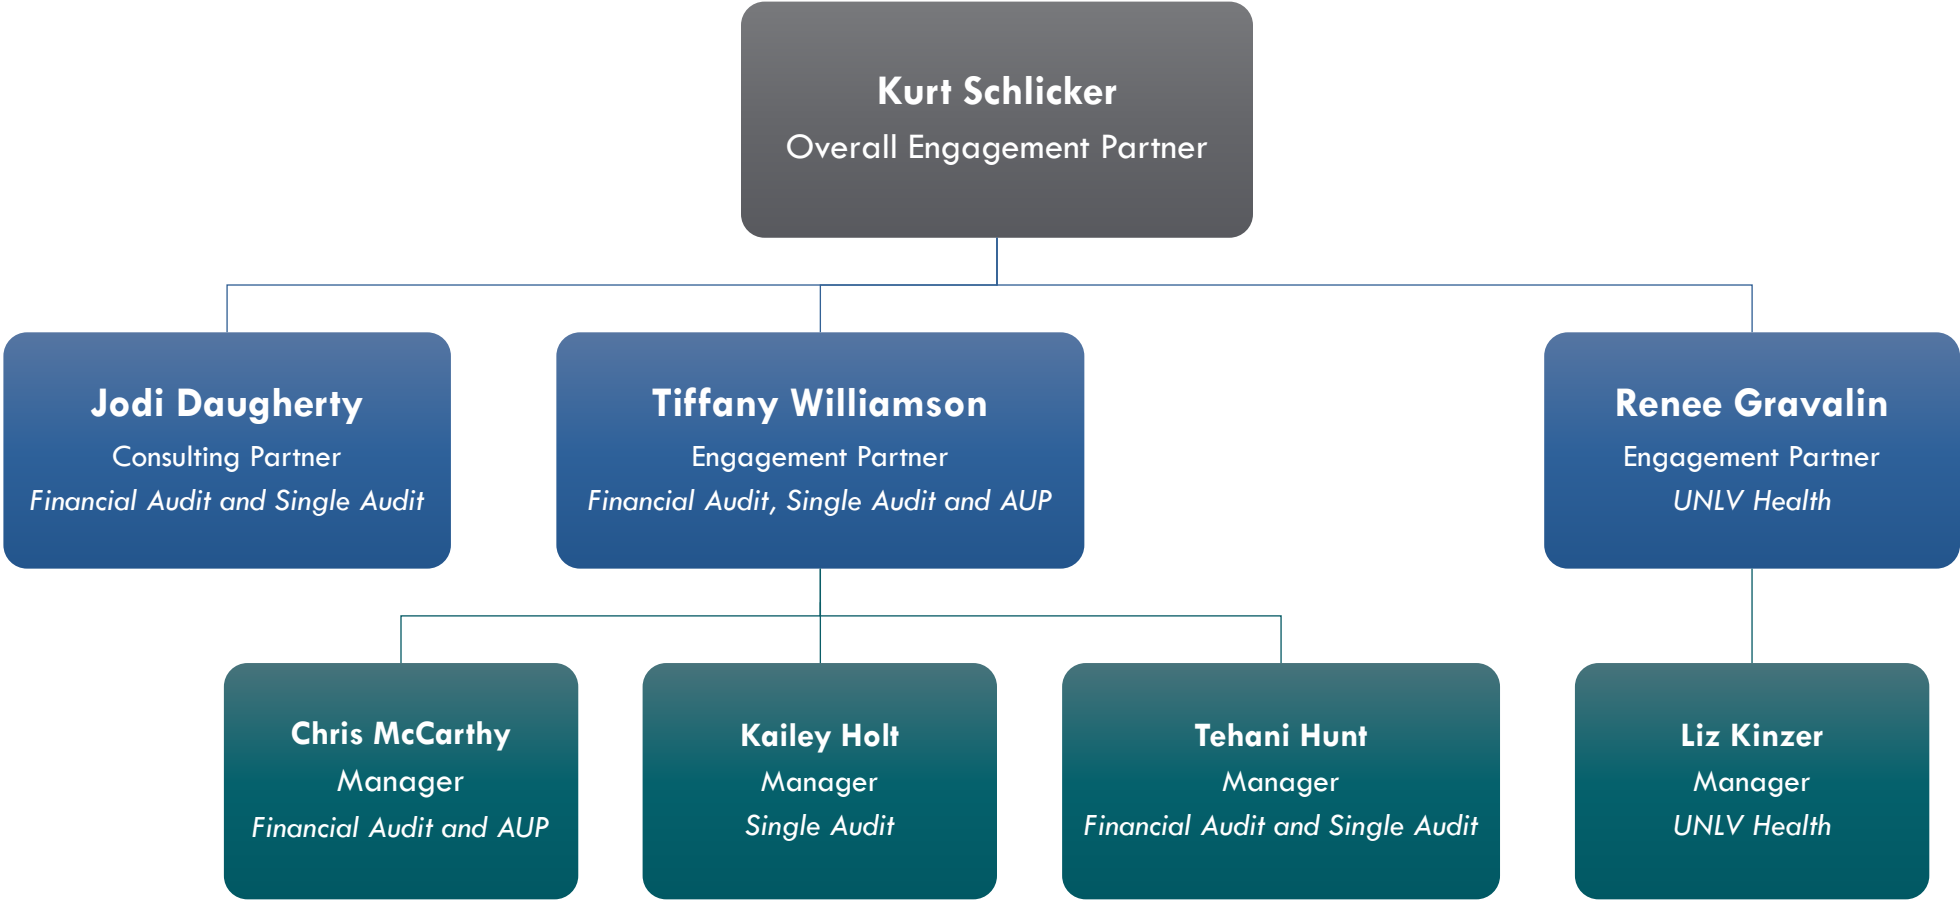 Kurt Schlicker
Overall Engagement Partner
Jodi Daugherty
Consulting Partner
Financial Audit and Single Audit
Tiffany Williamson
Engagement Partner
Financial Audit, Single Audit and AUP
Renee Gravalin
Engagement Partner
UNLV Health
Chris McCarthy
Manager
Financial Audit and AUP
Kailey Holt
Manager
Single Audit
Tehani Hunt
Manager
Financial Audit and Single Audit
Liz Kinzer
Manager
UNLV Health